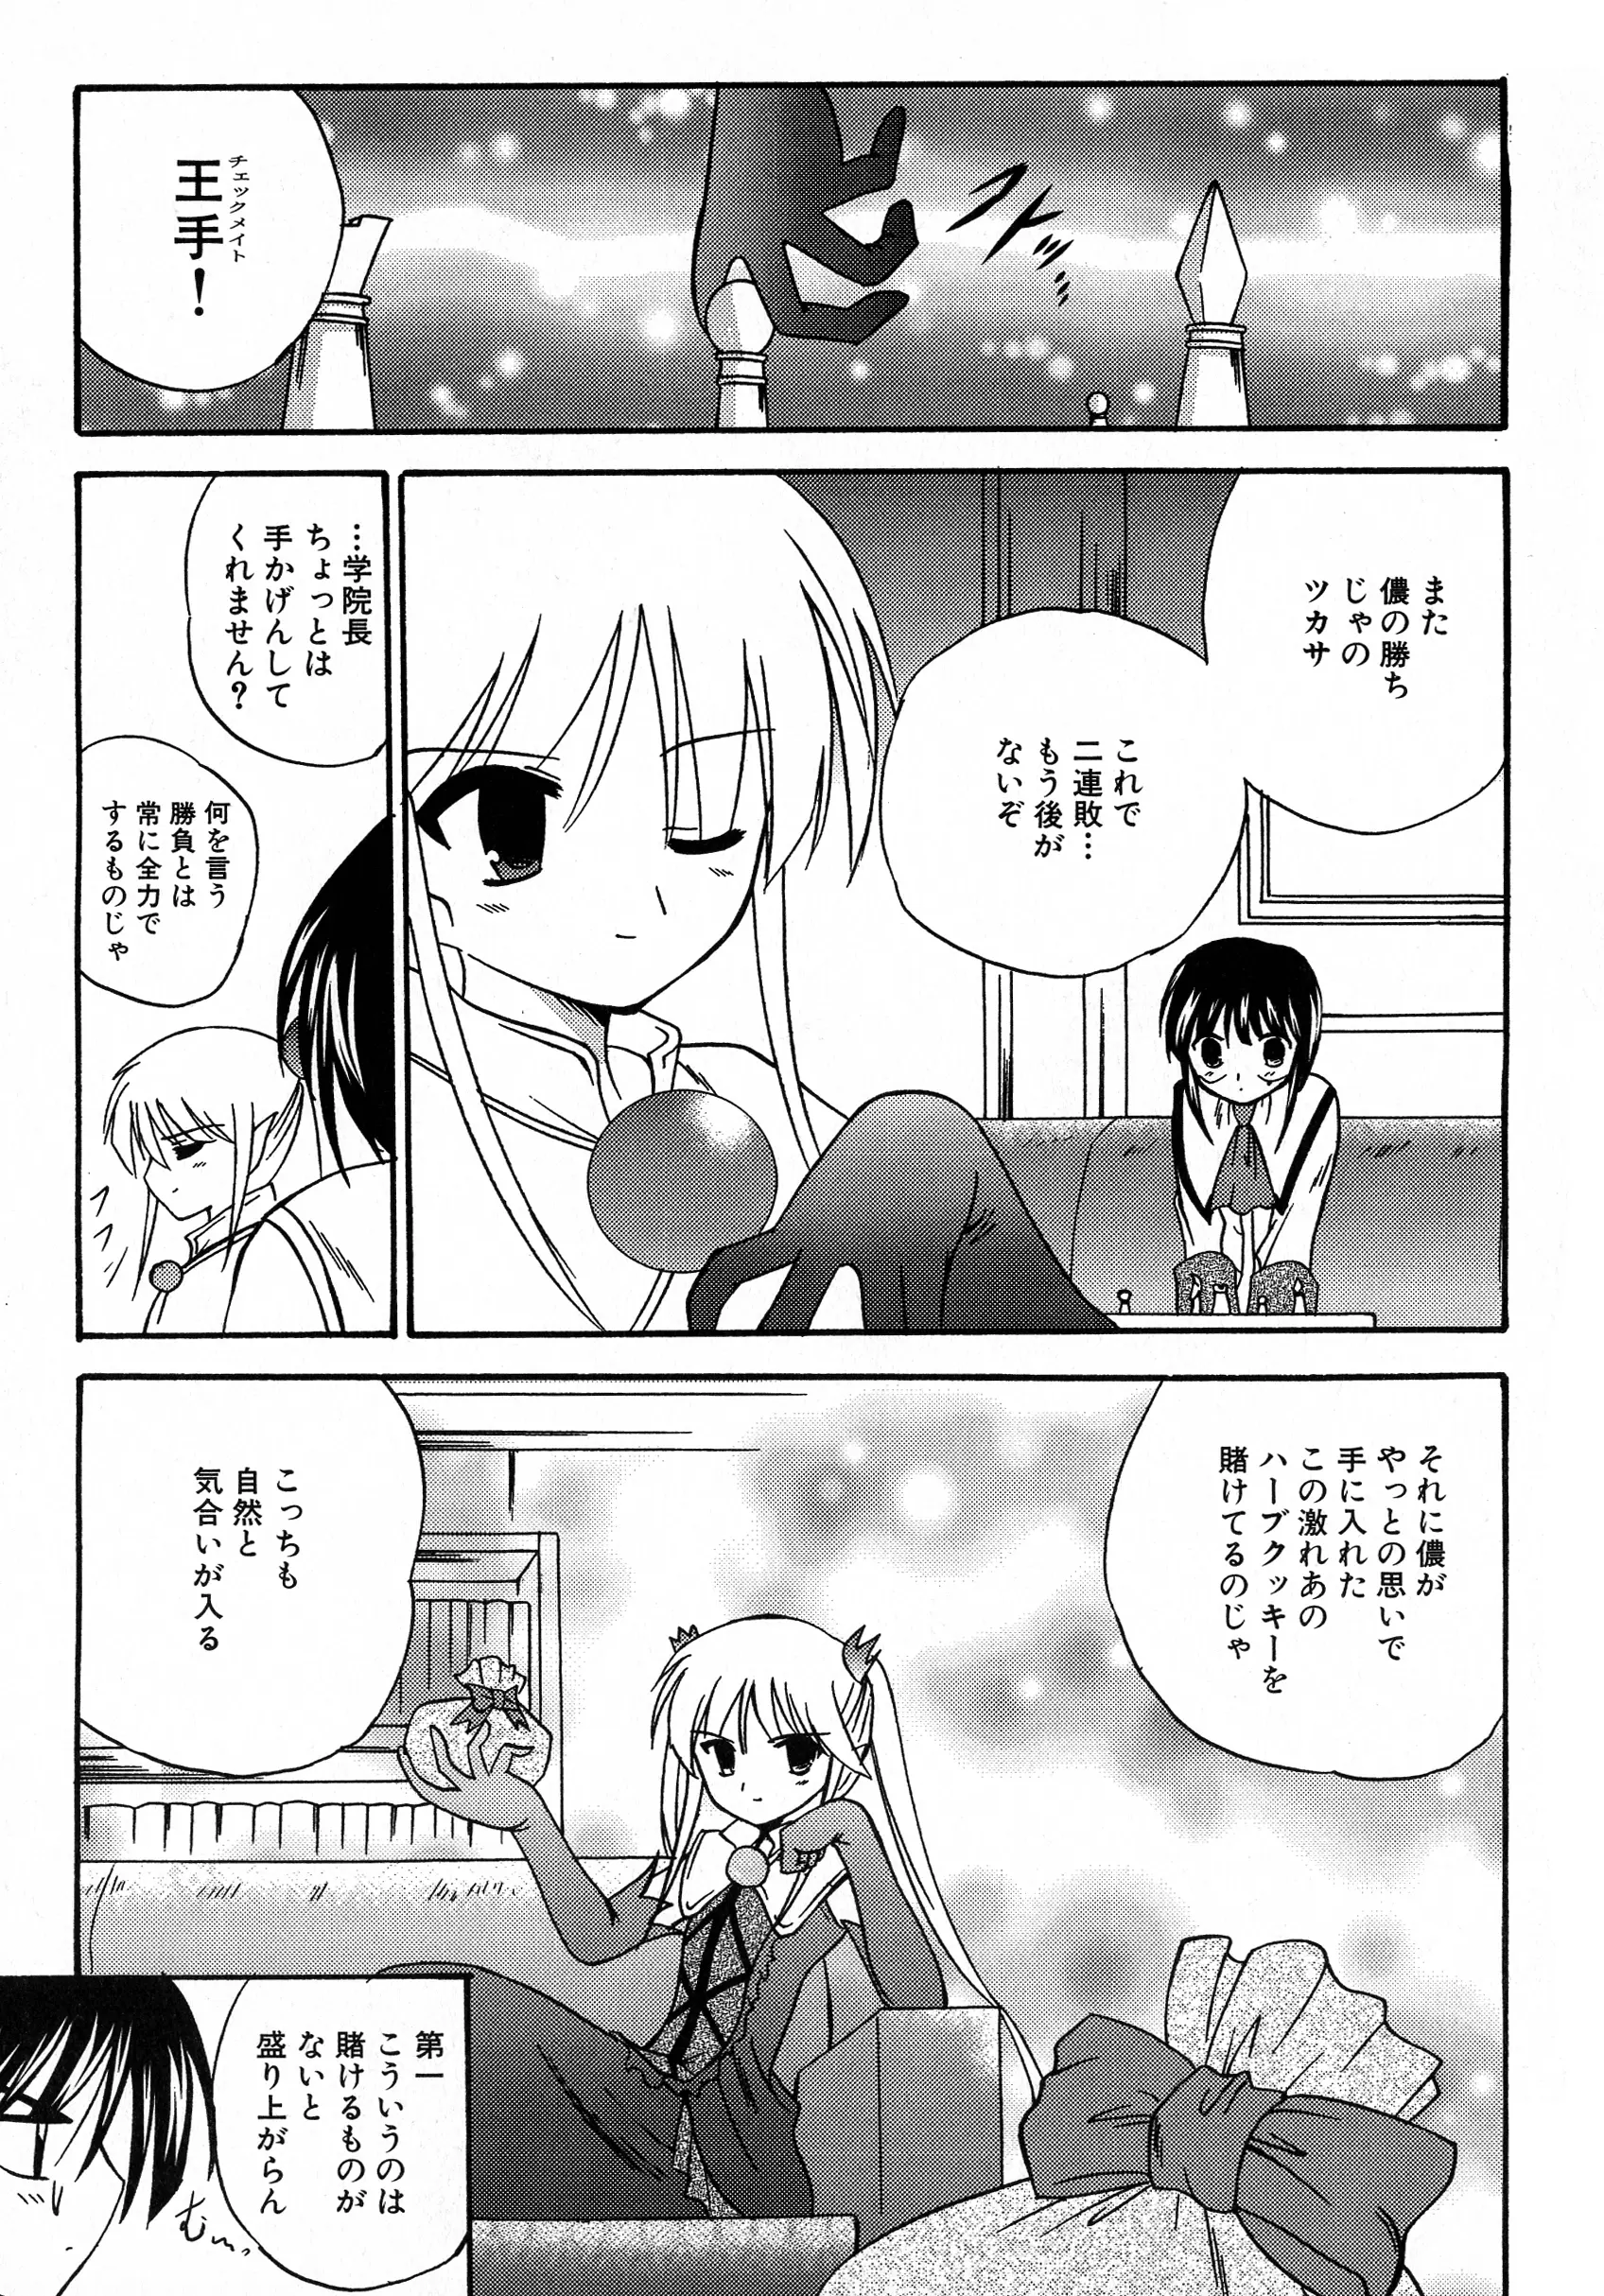 王手！
チェックメイト
スト…
また
儂の勝ち
じゃの
ツカサ
これで
二連敗…
もう後が
ないぞ
…学院長
ちょっとは
手かげんして
くれません？
何を言う
勝負とは
常に全力で
するものじゃ
それに儂が
やっとの思いで
手に入れた
この激れあの
ハーブクッキーを
賭けてるのじゃ
こっちも
自然と
気合いが入る
第一
こういうのは
賭けるものが
ないと
盛り上がらん
む…